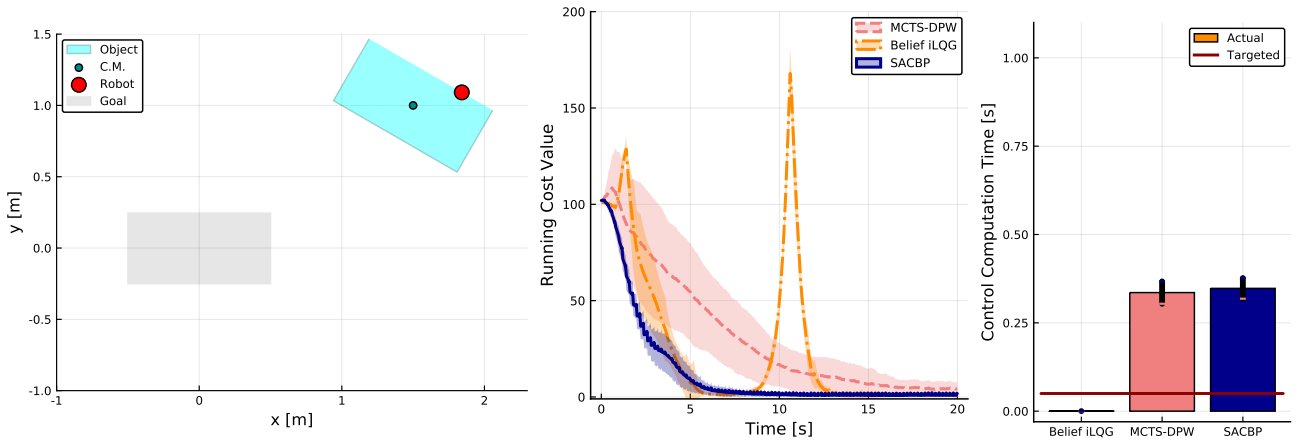 1.5
1.0
0.5
0.0
-0.5
-1.0
-1
0
1
2
x [m]
y [m]
Object
C.M.
Robot
Goal
200
150
100
50
0
0
5
10
15
20
Time [s]
Running Cost Value
MCTS-DPW
Belief iLQG
SACBP
1.00
0.75
0.50
0.25
0.00
Control Computation Time [s]
Actual
Targeted
Belief iLQG
MCTS-DPW
SACBP